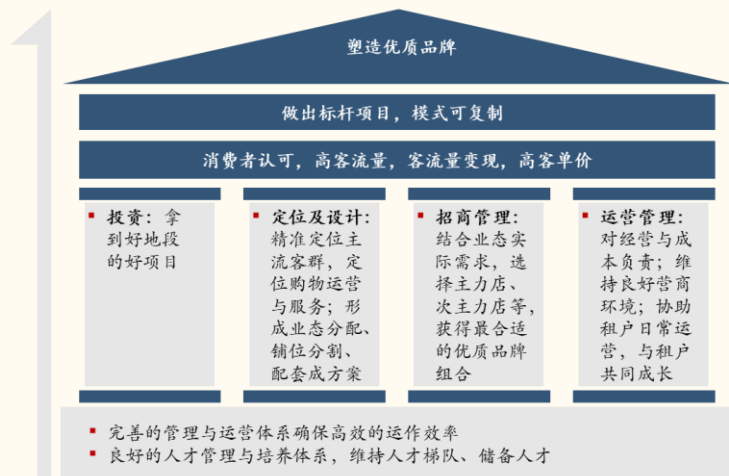 塑造优质品牌
做出标杆项目，模式可复制
消费者认可，高客流量，客流量变现，高客单价
▪ 投资：拿
到好地段
的好项目
▪ 定位及设计：
精准定位主
流客群，定
位购物运营
与服务；形
成业态分配、
铺位分割、
配套成方案
▪ 招商管理：
结合业态实
际需求，选
择主力店、
次主力店等，
获得最合适
的优质品牌
组合
▪ 运营管理：
对经营与成
本负责；维
持良好营商
环境；协助
租户日常运
营，与租户
共同成长
▪ 完善的管理与运营体系确保高效的运作效率
▪ 良好的人才管理与培养体系，维持人才梯队、储备人才